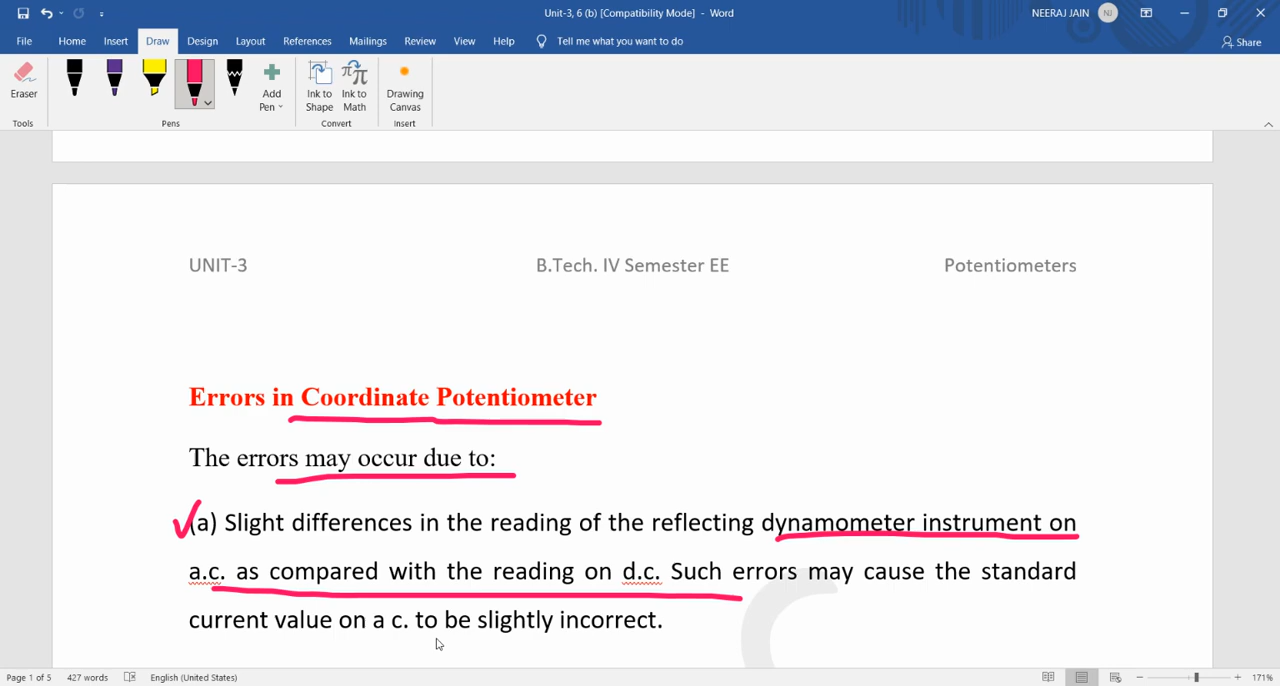 Unit-3, 6 (b) [Compatibility Mode] - Word
NEERAJ JAIN
NJ
File Home Insert Draw Design Layout References Mailings Review View Help Tell me what you want to do
Share
Eraser
Add Pen
Ink to Shape
Ink to Math
Drawing Canvas
Tools
Pens
Convert
Insert
UNIT-3 B.Tech. IV Semester EE Potentiometers
Errors in Coordinate Potentiometer
The errors may occur due to:
(a) Slight differences in the reading of the reflecting dynamometer instrument on
a.c. as compared with the reading on d.c. Such errors may cause the standard
current value on a c. to be slightly incorrect.
Page 1 of 5 427 words English (United States) 171%